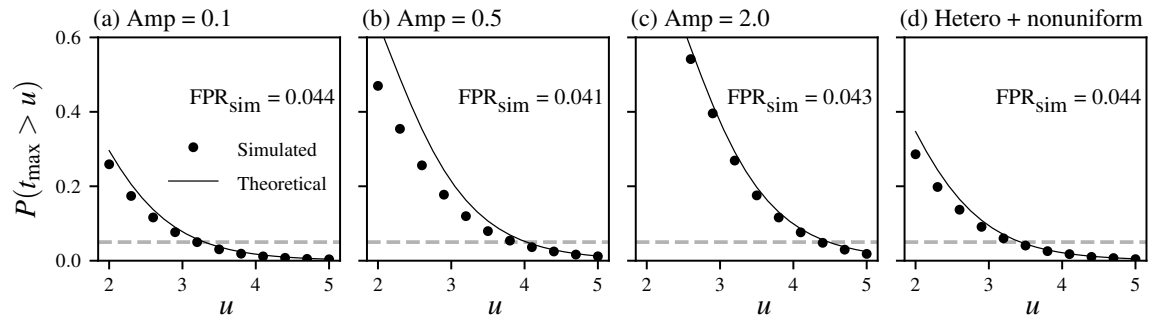 (a) Amp = 0.1
(b) Amp = 0.5
(c) Amp = 2.0
(d) Hetero + nonuniform
P(t_max > u)
0.6
0.4
0.2
0.0
FPR_sim = 0.044
FPR_sim = 0.041
FPR_sim = 0.043
FPR_sim = 0.044
Simulated
Theoretical
2 3 4 5
2 3 4 5
2 3 4 5
2 3 4 5
u
u
u
u